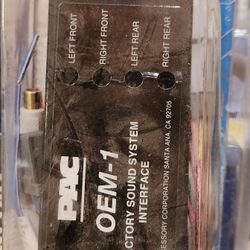 LEFT FRONT
RIGHT FRONT
LEFT REAR
RIGHT REAR
PAC
OEM-1
CTORY SOUND SYSTEM
INTERFACE
ESSORY CORPORATION SANTA ANA, CA 92705